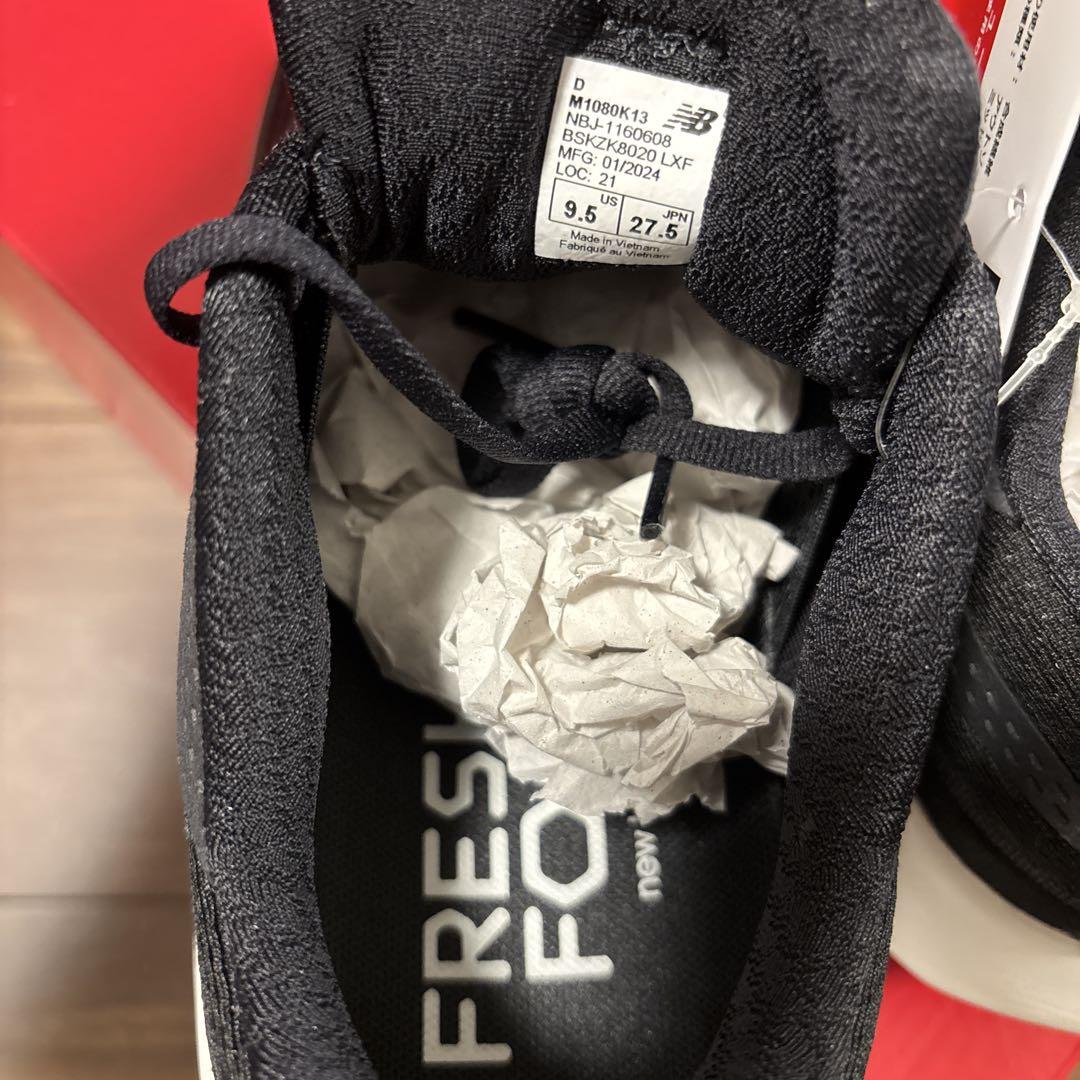 D
M1080K13
NBJ-1160608
BSKZK8020 LXF
MFG: 01/2024
LOC: 21
9.5 US
27.5 JPN
Made in Vietnam
Fabriqué au Vietnam
FRESH
FO
new